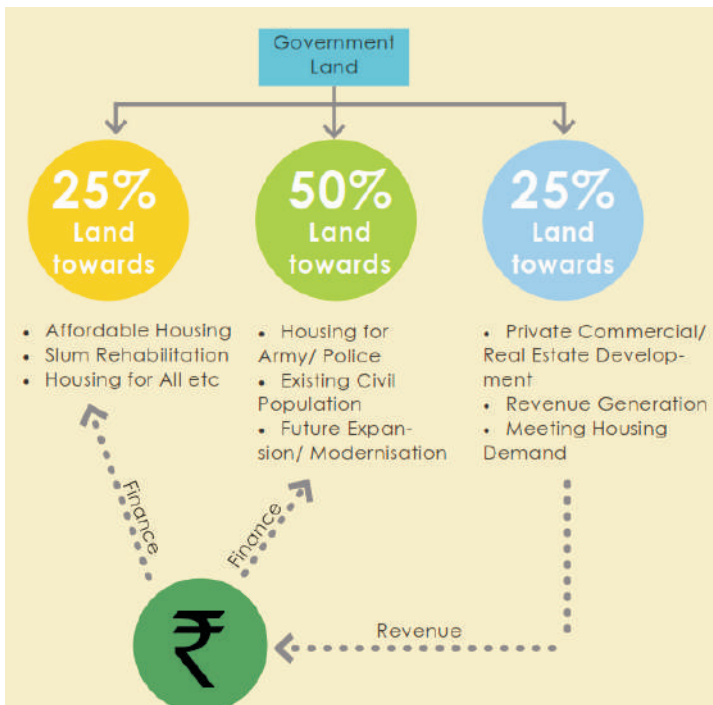 Government
Land
25%
Land
towards
50%
Land
towards
25%
Land
towards
• Affordable Housing
• Slum Rehabilitation
• Housing for All etc
• Housing for
Army/ Police
• Existing Civil
Population
• Future Expan-
sion/ Modernisation
• Private Commercial/
Real Estate Develop-
ment
• Revenue Generation
• Meeting Housing
Demand
Finance
Finance
Revenue
₹